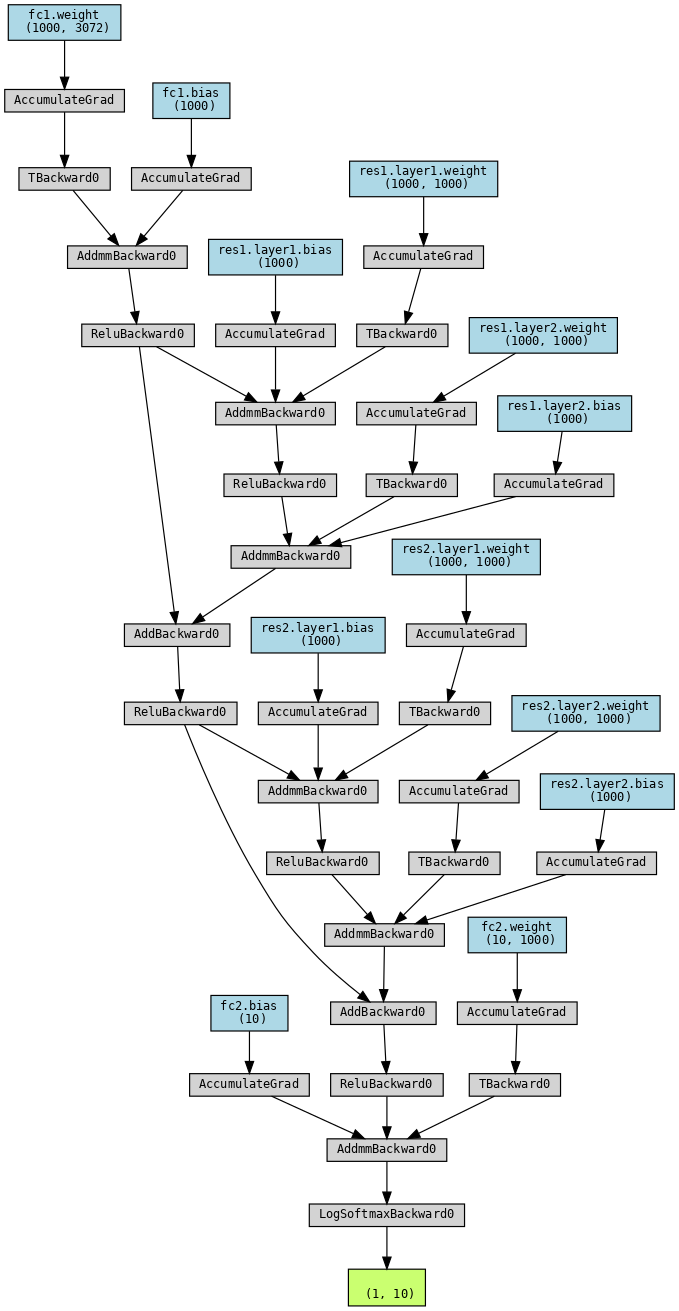 fc1.weight
(1000, 3072)
AccumulateGrad
fc1.bias
(1000)
TBackward0
AccumulateGrad
res1.layer1.weight
(1000, 1000)
AddmmBackward0
res1.layer1.bias
(1000)
AccumulateGrad
ReluBackward0
AccumulateGrad
TBackward0
res1.layer2.weight
(1000, 1000)
AddmmBackward0
AccumulateGrad
res1.layer2.bias
(1000)
ReluBackward0
TBackward0
AccumulateGrad
AddmmBackward0
res2.layer1.weight
(1000, 1000)
AddBackward0
res2.layer1.bias
(1000)
AccumulateGrad
ReluBackward0
AccumulateGrad
TBackward0
res2.layer2.weight
(1000, 1000)
AddmmBackward0
AccumulateGrad
res2.layer2.bias
(1000)
ReluBackward0
TBackward0
AccumulateGrad
AddmmBackward0
fc2.weight
(10, 1000)
fc2.bias
(10)
AddBackward0
AccumulateGrad
AccumulateGrad
ReluBackward0
TBackward0
AddmmBackward0
LogSoftmaxBackward0
(1, 10)